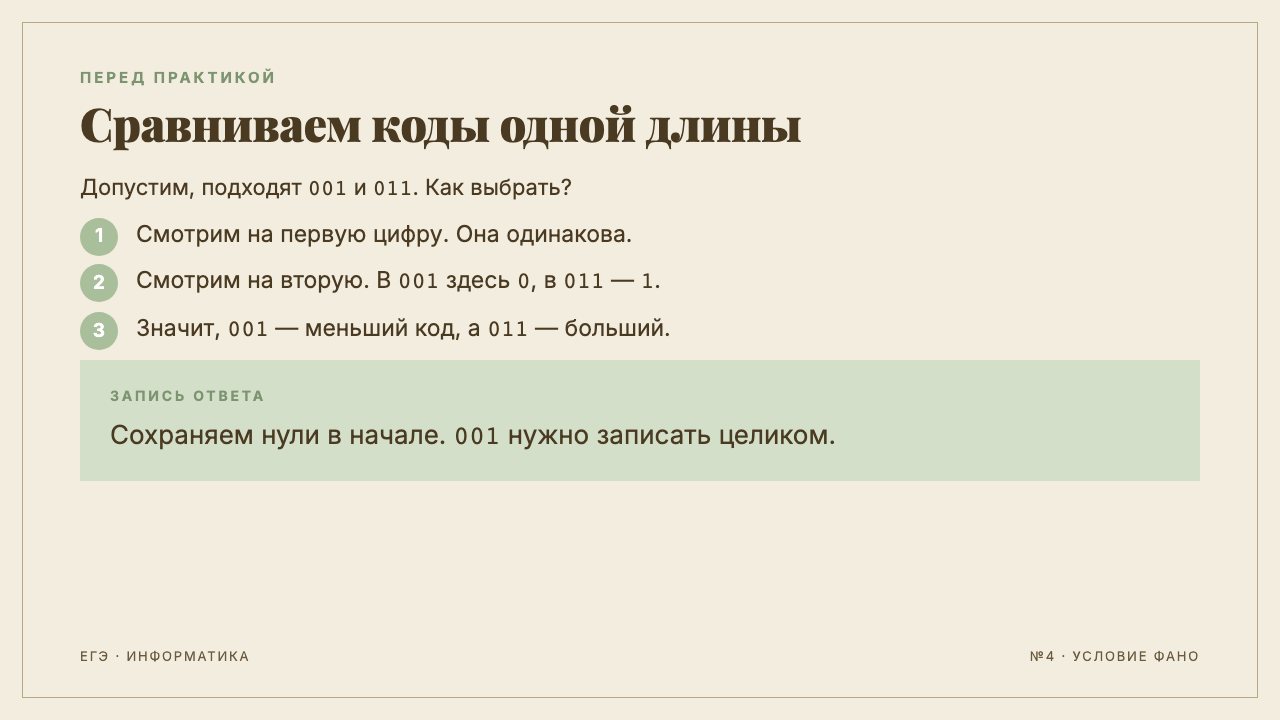 ПЕРЕД ПРАКТИКОЙ
Сравниваем коды одной длины
Допустим, подходят 001 и 011. Как выбрать?
1 Смотрим на первую цифру. Она одинакова.
2 Смотрим на вторую. В 001 здесь 0, в 011 — 1.
3 Значит, 001 — меньший код, а 011 — больший.
ЗАПИСЬ ОТВЕТА
Сохраняем нули в начале. 001 нужно записать целиком.
ЕГЭ · ИНФОРМАТИКА
№4 · УСЛОВИЕ ФАНО